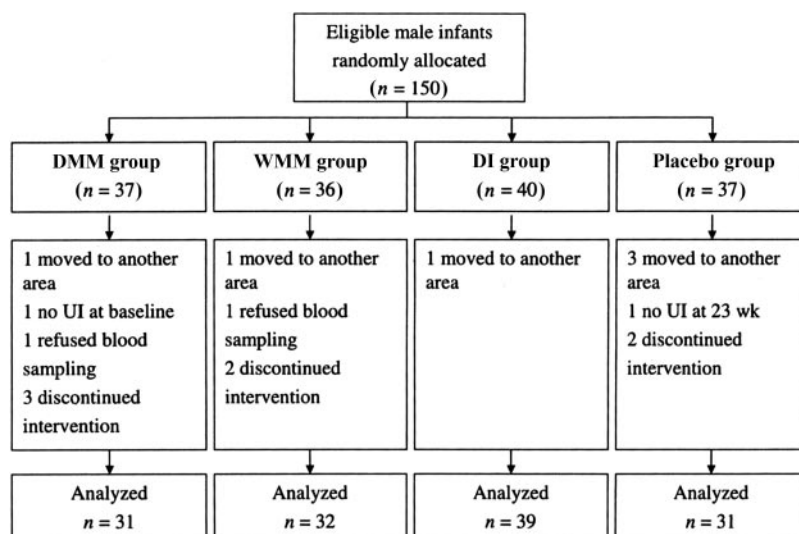 Eligible male infants
randomly allocated
(n = 150)
DMM group
(n = 37)
WMM group
(n = 36)
DI group
(n = 40)
Placebo group
(n = 37)
1 moved to another
area
1 no UI at baseline
1 refused blood
sampling
3 discontinued
intervention
1 moved to another
area
1 refused blood
sampling
2 discontinued
intervention
1 moved to another
area
3 moved to another
area
1 no UI at 23 wk
2 discontinued
intervention
Analyzed
n = 31
Analyzed
n = 32
Analyzed
n = 39
Analyzed
n = 31